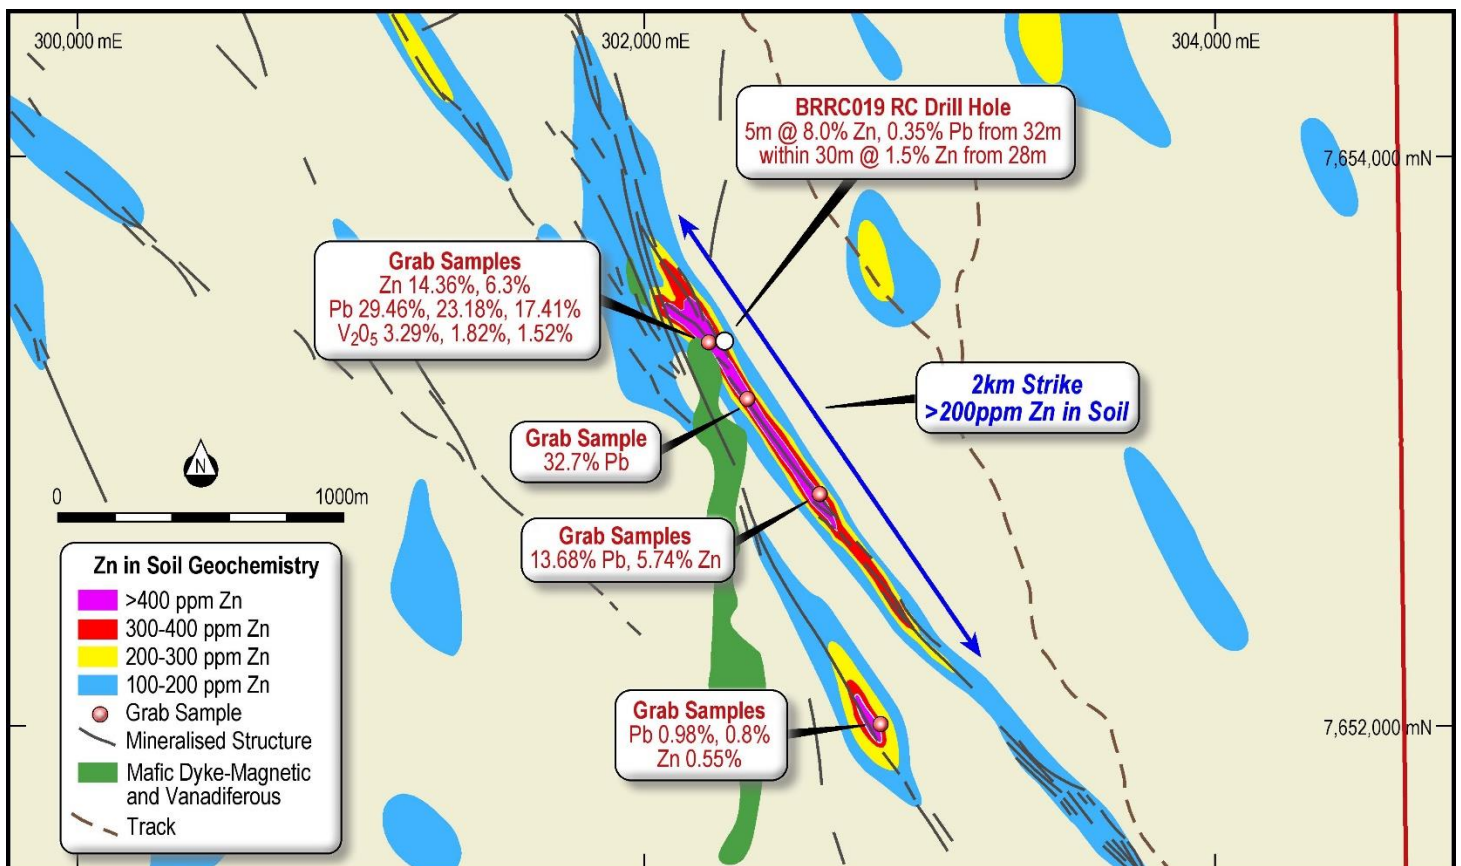 300,000 mE
302,000 mE
304,000 mE
BRRC019 RC Drill Hole
5m @ 8.0% Zn, 0.35% Pb from 32m
within 30m @ 1.5% Zn from 28m
7,654,000 mN
Grab Samples
Zn 14.36%, 6.3%
Pb 29.46%, 23.18%, 17.41%
V₂0₅ 3.29%, 1.82%, 1.52%
2km Strike
>200ppm Zn in Soil
Grab Sample
32.7% Pb
N
0 1000m
Grab Samples
13.68% Pb, 5.74% Zn
Zn in Soil Geochemistry
>400 ppm Zn
300-400 ppm Zn
200-300 ppm Zn
100-200 ppm Zn
Grab Sample
Mineralised Structure
Mafic Dyke-Magnetic
and Vanadiferous
Track
Grab Samples
Pb 0.98%, 0.8%
Zn 0.55%
7,652,000 mN